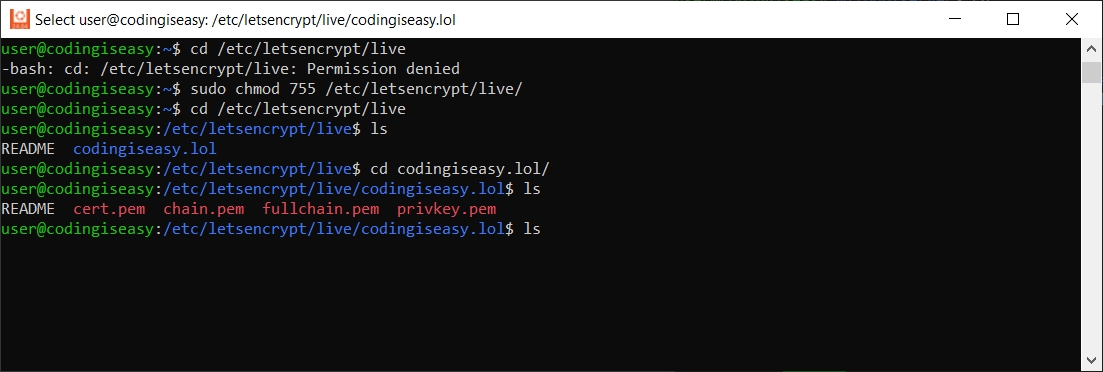 Select user@codingiseasy: /etc/letsencrypt/live/codingiseasy.lol
user@codingiseasy:~$ cd /etc/letsencrypt/live
-bash: cd: /etc/letsencrypt/live: Permission denied
user@codingiseasy:~$ sudo chmod 755 /etc/letsencrypt/live/
user@codingiseasy:~$ cd /etc/letsencrypt/live
user@codingiseasy:/etc/letsencrypt/live$ ls
README  codingiseasy.lol
user@codingiseasy:/etc/letsencrypt/live$ cd codingiseasy.lol/
user@codingiseasy:/etc/letsencrypt/live/codingiseasy.lol$ ls
README  cert.pem  chain.pem  fullchain.pem  privkey.pem
user@codingiseasy:/etc/letsencrypt/live/codingiseasy.lol$ ls